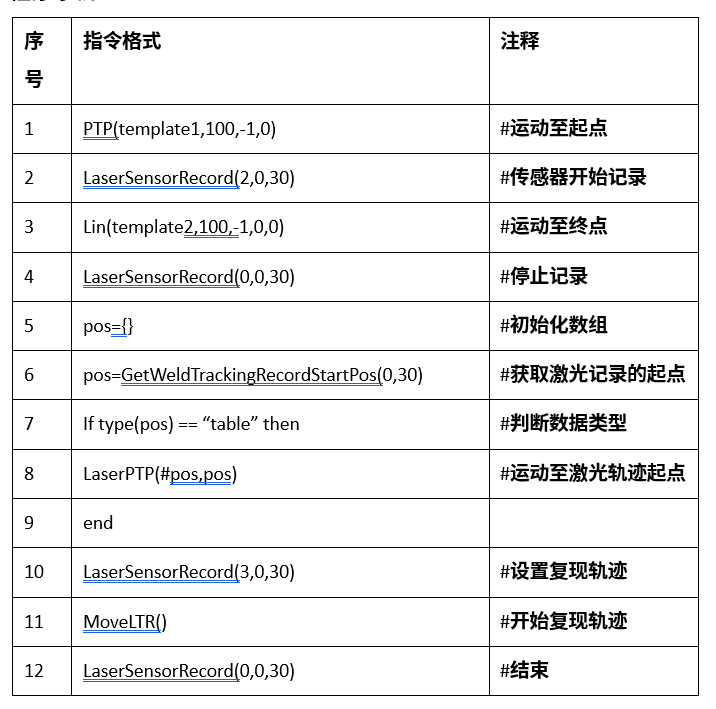 序号 指令格式 注释
1 PTP(template1,100,-1,0) #运动至起点
2 LaserSensorRecord(2,0,30) #传感器开始记录
3 Lin(template2,100,-1,0,0) #运动至终点
4 LaserSensorRecord(0,0,30) #停止记录
5 pos={} #初始化数组
6 pos=GetWeldTrackingRecordStartPos(0,30) #获取激光记录的起点
7 If type(pos) == “table” then #判断数据类型
8 LaserPTP(#pos,pos) #运动至激光轨迹起点
9 end
10 LaserSensorRecord(3,0,30) #设置复现轨迹
11 MoveLTR() #开始复现轨迹
12 LaserSensorRecord(0,0,30) #结束